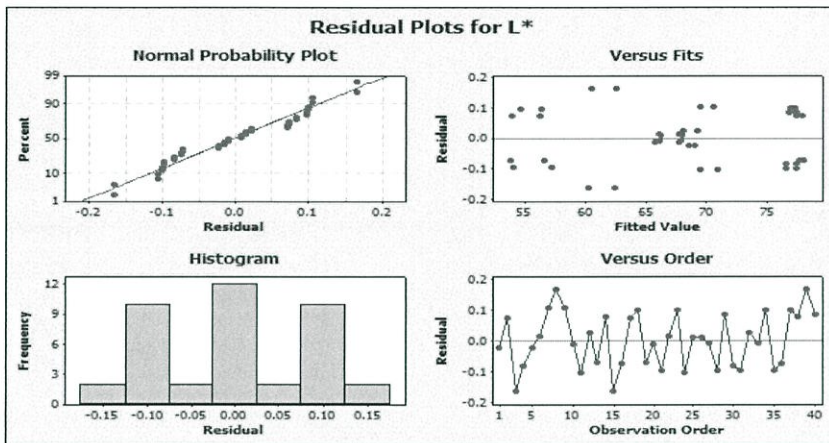 Residual Plots for L*
Normal Probability Plot
99
90
50
10
1
Percent
-0.2 -0.1 0.0 0.1 0.2
Residual
Versus Fits
0.2
0.1
0.0
-0.1
-0.2
Residual
55 60 65 70 75
Fitted Value
Histogram
12
9
6
3
0
Frequency
-0.15 -0.10 -0.05 0.00 0.05 0.10 0.15
Residual
Versus Order
0.2
0.1
0.0
-0.1
-0.2
Residual
1 5 10 15 20 25 30 35 40
Observation Order